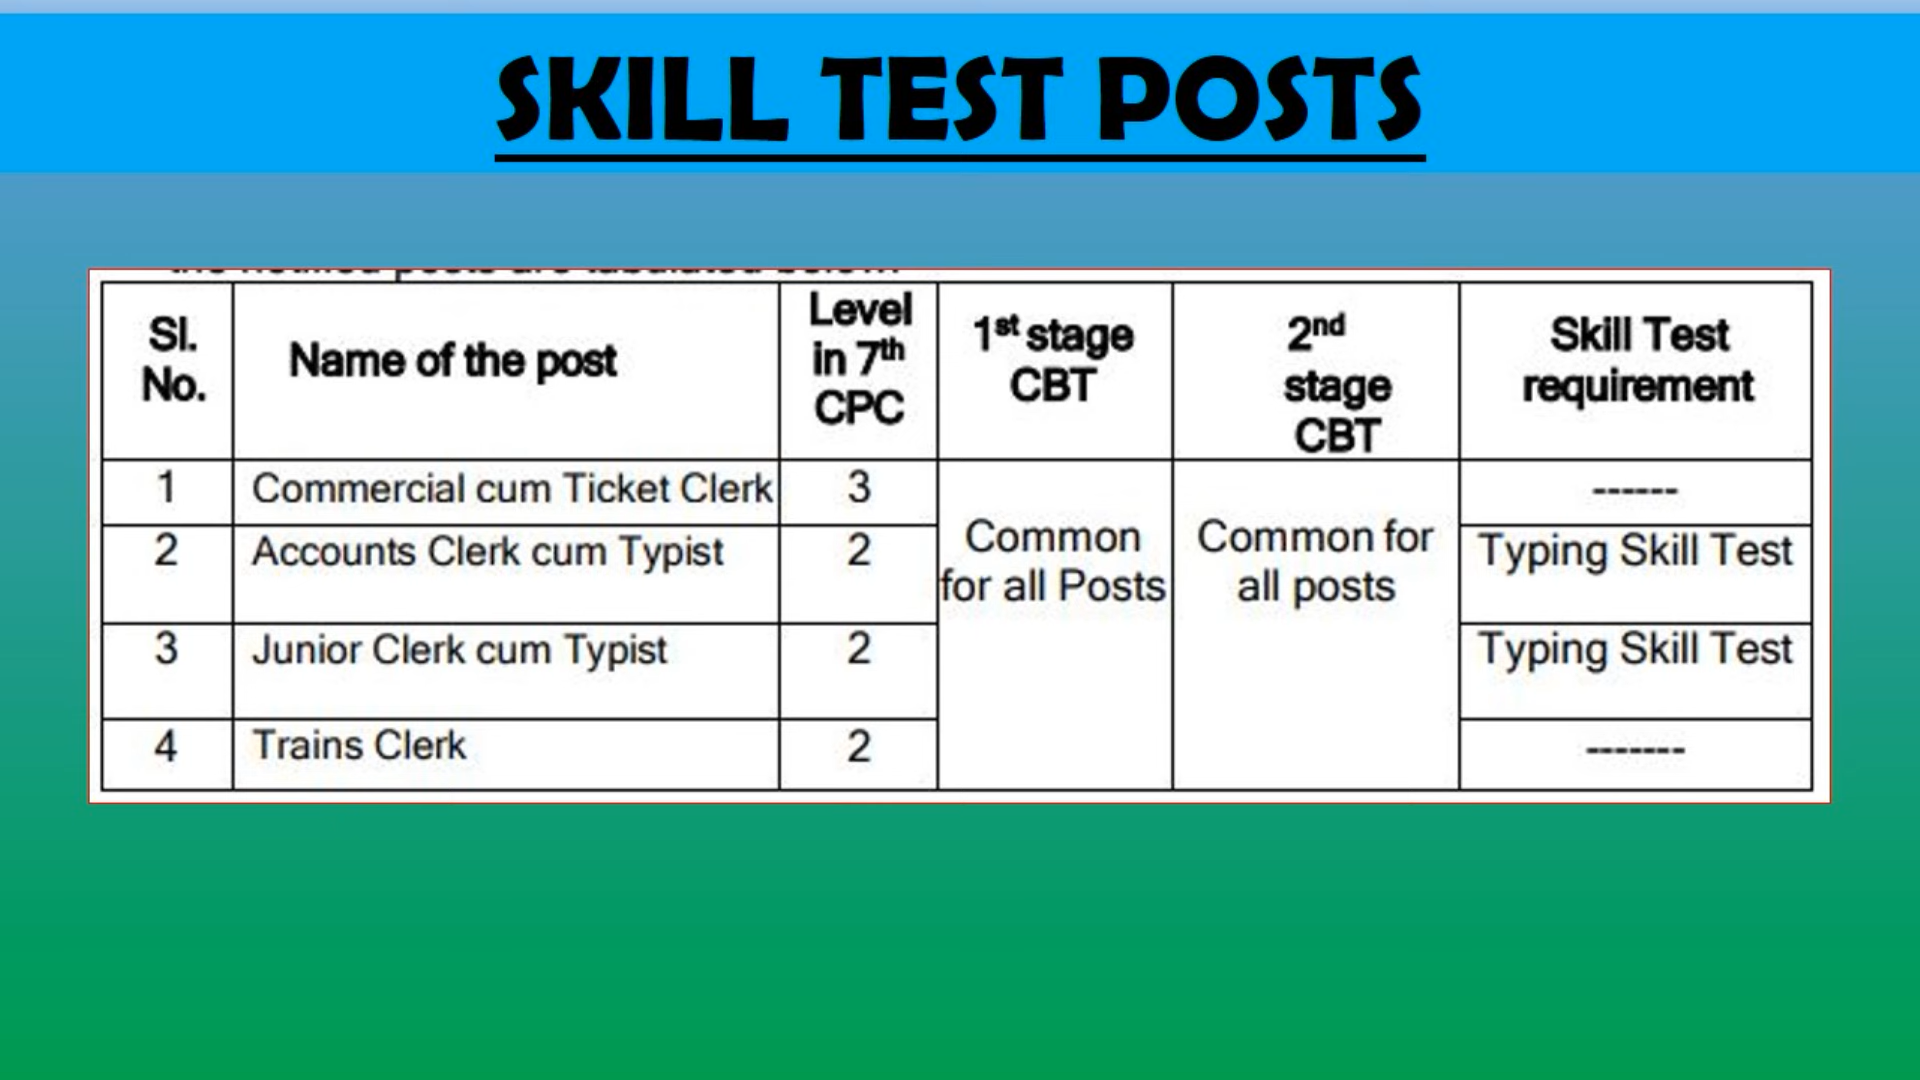 SKILL TEST POSTS
Sl.
No.
Name of the post
Level
in 7th
CPC
1st stage
CBT
2nd
stage
CBT
Skill Test
requirement
1 Commercial cum Ticket Clerk 3 ------
2 Accounts Clerk cum Typist 2 Typing Skill Test
Common
for all Posts
Common for
all posts
3 Junior Clerk cum Typist 2 Typing Skill Test
4 Trains Clerk 2 -------